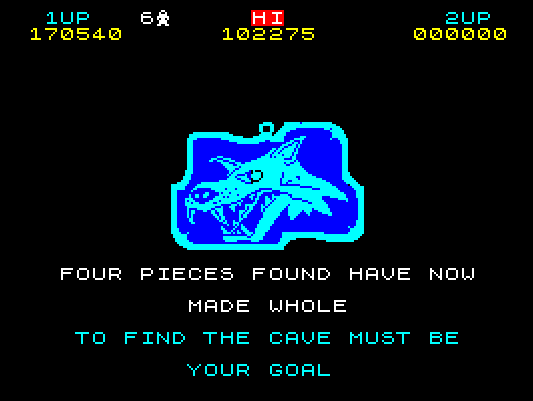 1UP 6 HI 2UP
170540 102275 000000
FOUR PIECES FOUND HAVE NOW
MADE WHOLE
TO FIND THE CAVE MUST BE
YOUR GOAL